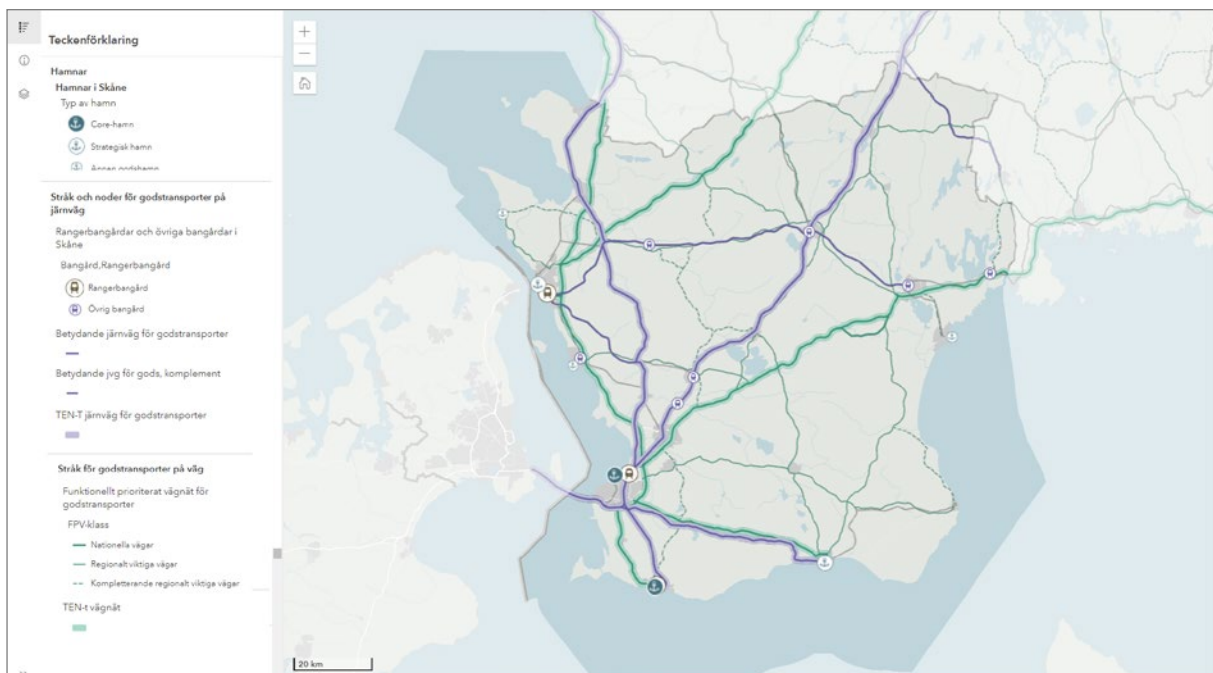 Teckenförklaring
Hamnar
Hamnar i Skåne
Typ av hamn
Core-hamn
Strategisk hamn
Annan godshamn
Stråk och noder för godstransporter på
järnväg
Rangerbangårdar och övriga bangårdar i
Skåne
Bangård,Rangerbangård
Rangerbangård
Övrig bangård
Betydande järnväg för godstransporter
Betydande jvg för gods, komplement
TEN-T järnväg för godstransporter
Stråk för godstransporter på väg
Funktionellt prioriterat vägnät för
godstransporter
FPV-klass
Nationella vägar
Regionalt viktiga vägar
Kompletterande regionalt viktiga vägar
TEN-t vägnät
20 km